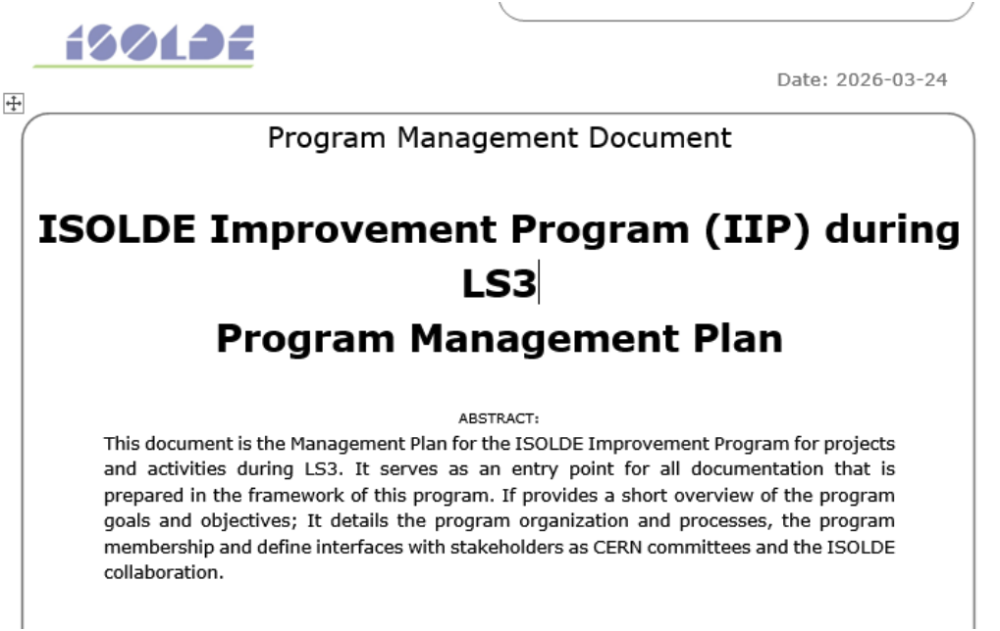 ISOLDE
Date: 2026-03-24
Program Management Document
ISOLDE Improvement Program (IIP) during
LS3
Program Management Plan
ABSTRACT:
This document is the Management Plan for the ISOLDE Improvement Program for projects
and activities during LS3. It serves as an entry point for all documentation that is
prepared in the framework of this program. If provides a short overview of the program
goals and objectives; It details the program organization and processes, the program
membership and define interfaces with stakeholders as CERN committees and the ISOLDE
collaboration.